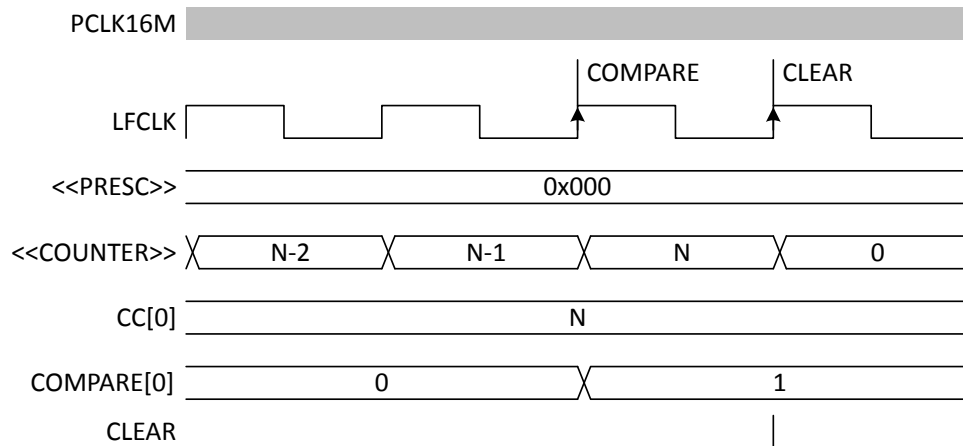 PCLK16M
COMPARE CLEAR
LFCLK
<<PRESC>> 0x000
<<COUNTER>> N-2 N-1 N 0
CC[0] N
COMPARE[0] 0 1
CLEAR